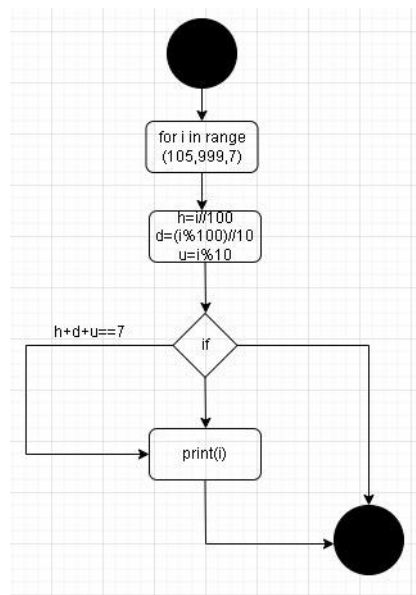 for i in range
(105,999,7)
h=i//100
d=(i%100)//10
u=i%10
h+d+u==7
if
print(i)